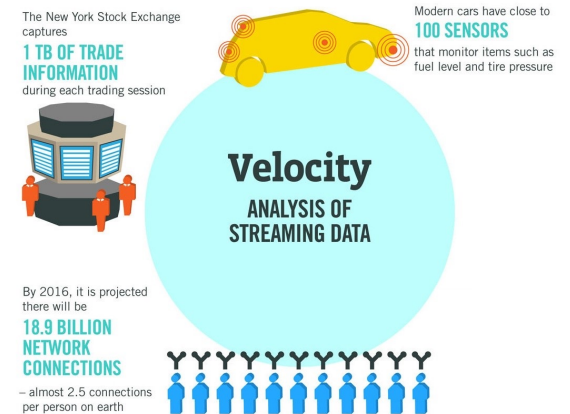 The New York Stock Exchange
captures
1 TB OF TRADE
INFORMATION
during each trading session
Modern cars have close to
100 SENSORS
that monitor items such as
fuel level and tire pressure
Velocity
ANALYSIS OF
STREAMING DATA
By 2016, it is projected
there will be
18.9 BILLION
NETWORK
CONNECTIONS
– almost 2.5 connections
per person on earth